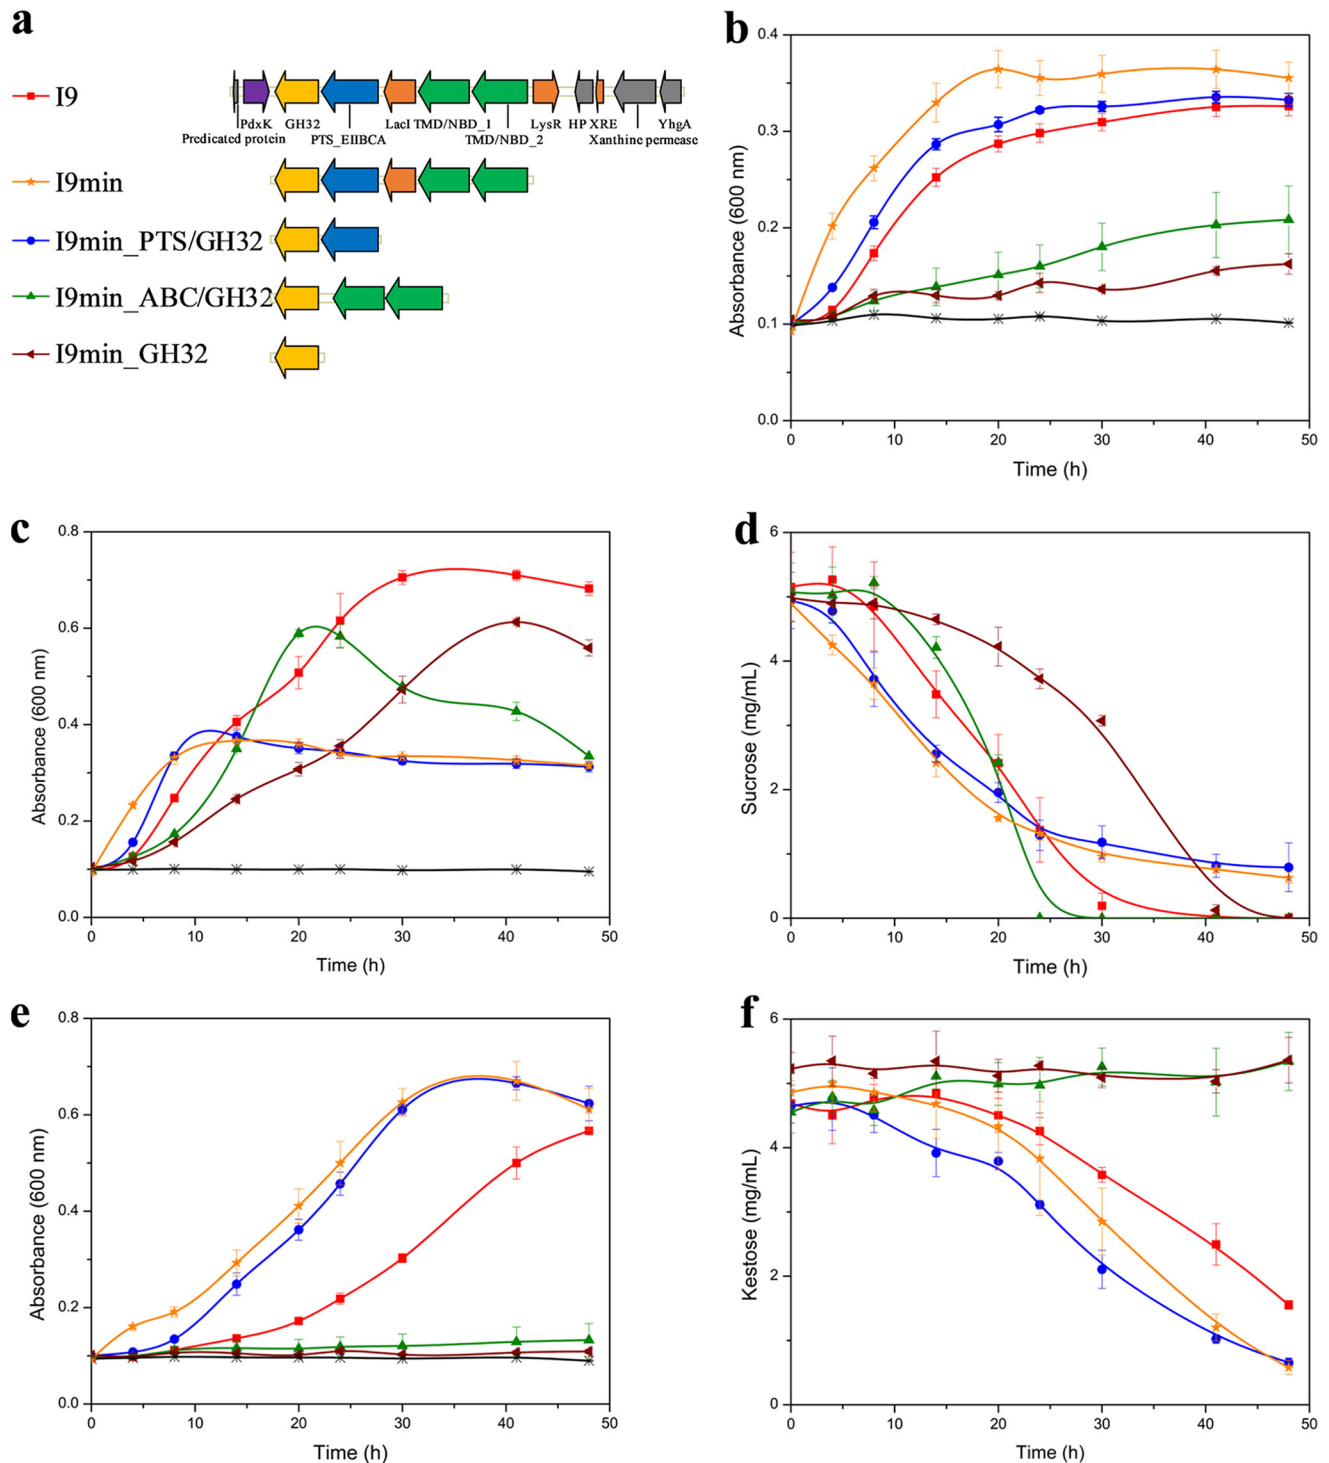 a
I9
PdxK GH32 LacI TMD/NBD_1 LysR HP XRE YhgA
Predicated protein PTS_EIIBCA TMD/NBD_2 Xanthine permease
I9min
I9min_PTS/GH32
I9min_ABC/GH32
I9min_GH32
b
Absorbance (600 nm)
0.4
0.3
0.2
0.1
0.0
0 10 20 30 40 50
Time (h)
c
Absorbance (600 nm)
0.8
0.6
0.4
0.2
0.0
0 10 20 30 40 50
Time (h)
d
Sucrose (mg/mL)
6
4
2
0
0 10 20 30 40 50
Time (h)
e
Absorbance (600 nm)
0.8
0.6
0.4
0.2
0.0
0 10 20 30 40 50
Time (h)
f
Kestose (mg/mL)
6
4
2
0
0 10 20 30 40 50
Time (h)